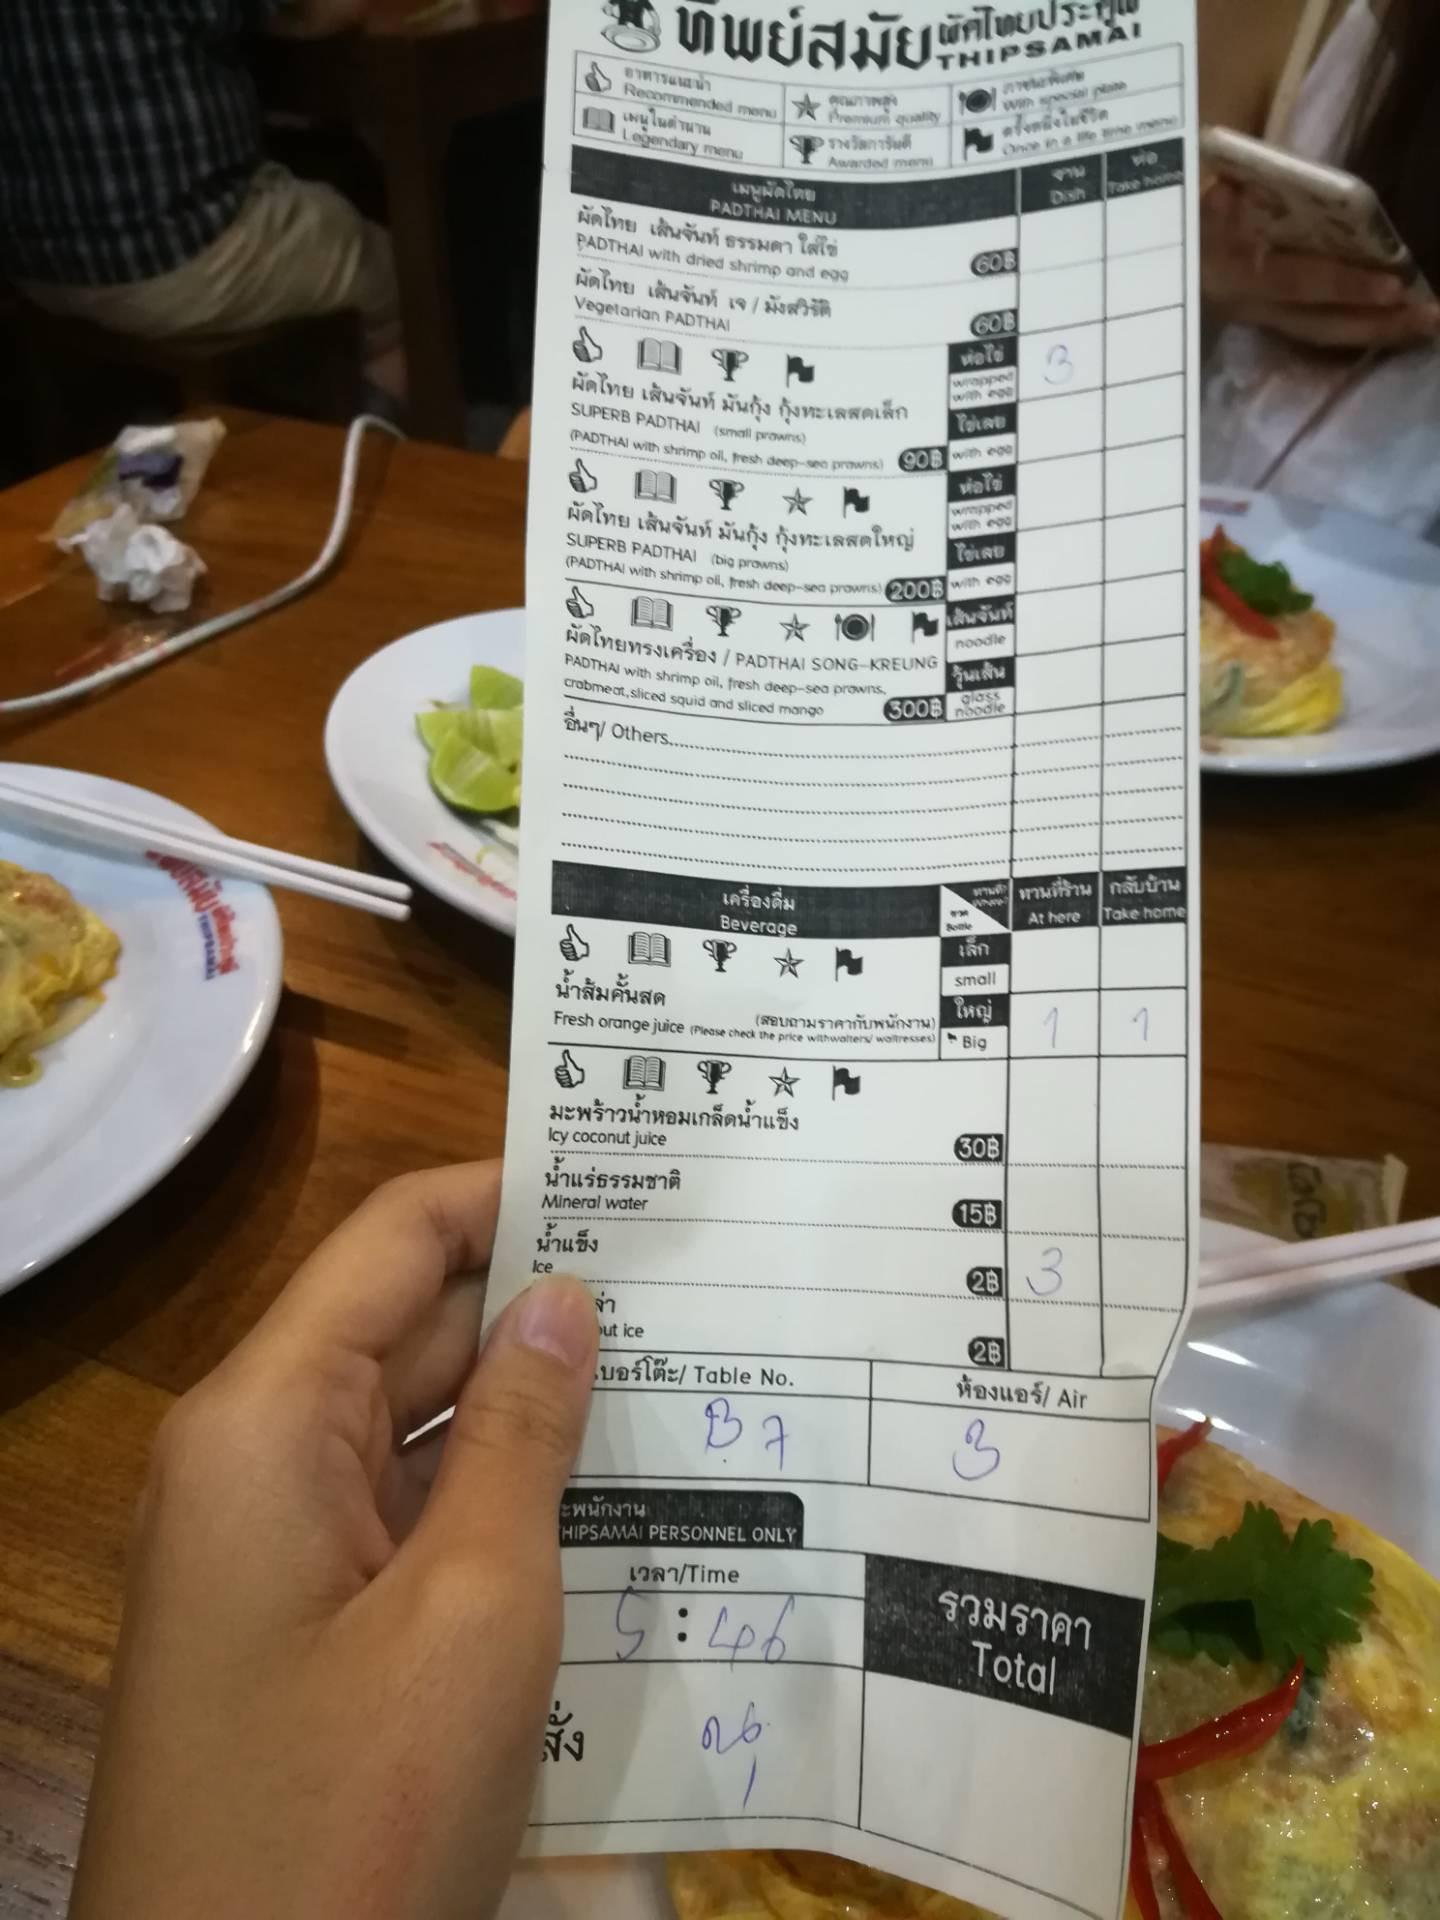 ทิพย์สมัย ผัดไทยประตูผี
THIPSAMAI
อาหารแนะนำ
Recommended menu
คุณภาพสูง
Premium quality
ภาชนะพิเศษ
With special plate
เมนูในตำนาน
Legendary menu
รางวัลการันตี
Awarded menu
ครั้งหนึ่งในชีวิต
Once in a life time menu
เมนูผัดไทย
PADTHAI MENU
จาน
Dish
ห่อ
Take home
ผัดไทย เส้นจันท์ ธรรมดา ใส่ไข่
PADTHAI with dried shrimp and egg 60฿
ผัดไทย เส้นจันท์ เจ / มังสวิรัติ
Vegetarian PADTHAI 60฿
ห่อไข่
wrapped with egg 3
ผัดไทย เส้นจันท์ มันกุ้ง กุ้งทะเลสดเล็ก
SUPERB PADTHAI (small prawns)
ไข่เลย
(PADTHAI with shrimp oil, fresh deep-sea prawns) 90฿ with egg
ห่อไข่
wrapped with egg
ผัดไทย เส้นจันท์ มันกุ้ง กุ้งทะเลสดใหญ่
SUPERB PADTHAI (big prawns)
ไข่เลย
(PADTHAI with shrimp oil, fresh deep-sea prawns) 200฿ with egg
เส้นจันท์
noodle
ผัดไทยทรงเครื่อง / PADTHAI SONG-KREUNG
PADTHAI with shrimp oil, fresh deep-sea prawns,
วุ้นเส้น
crabmeat, sliced squid and sliced mango 300฿ glass noodle
อื่นๆ/ Others
เครื่องดื่ม
Beverage
ทานที่?
Where?
ขวด
Bottle
ทานที่ร้าน
At here
กลับบ้าน
Take home
เล็ก
small
น้ำส้มคั้นสด
ใหญ่
(สอบถามราคากับพนักงาน)
Fresh orange juice (Please check the price withwaiters/ waitresses) Big 1 1
มะพร้าวน้ำหอมเกล็ดน้ำแข็ง
Icy coconut juice 30฿
น้ำแร่ธรรมชาติ
Mineral water 15฿
น้ำแข็ง
Ice 2฿ 3
ล่า
out ice 2฿
เบอร์โต๊ะ/ Table No.
ห้องแอร์/ Air
B7 3
ะพนักงาน
HIPSAMAI PERSONNEL ONLY
เวลา/Time
5:46
รวมราคา
Total
สั่ง
THIPSAMAI